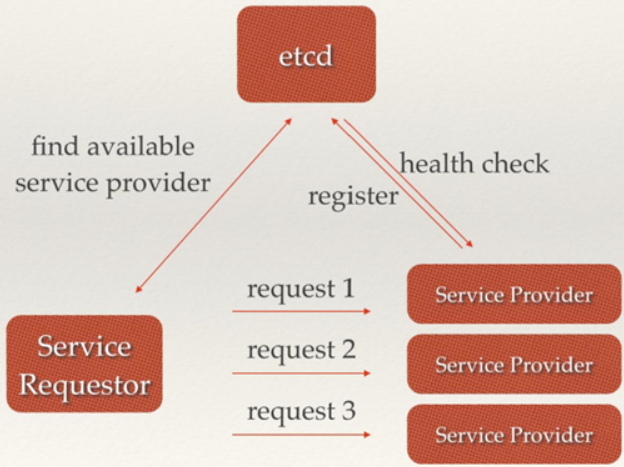 etcd
find available
service provider
health check
register
request 1
Service Provider
Service
Requestor
request 2
Service Provider
request 3
Service Provider